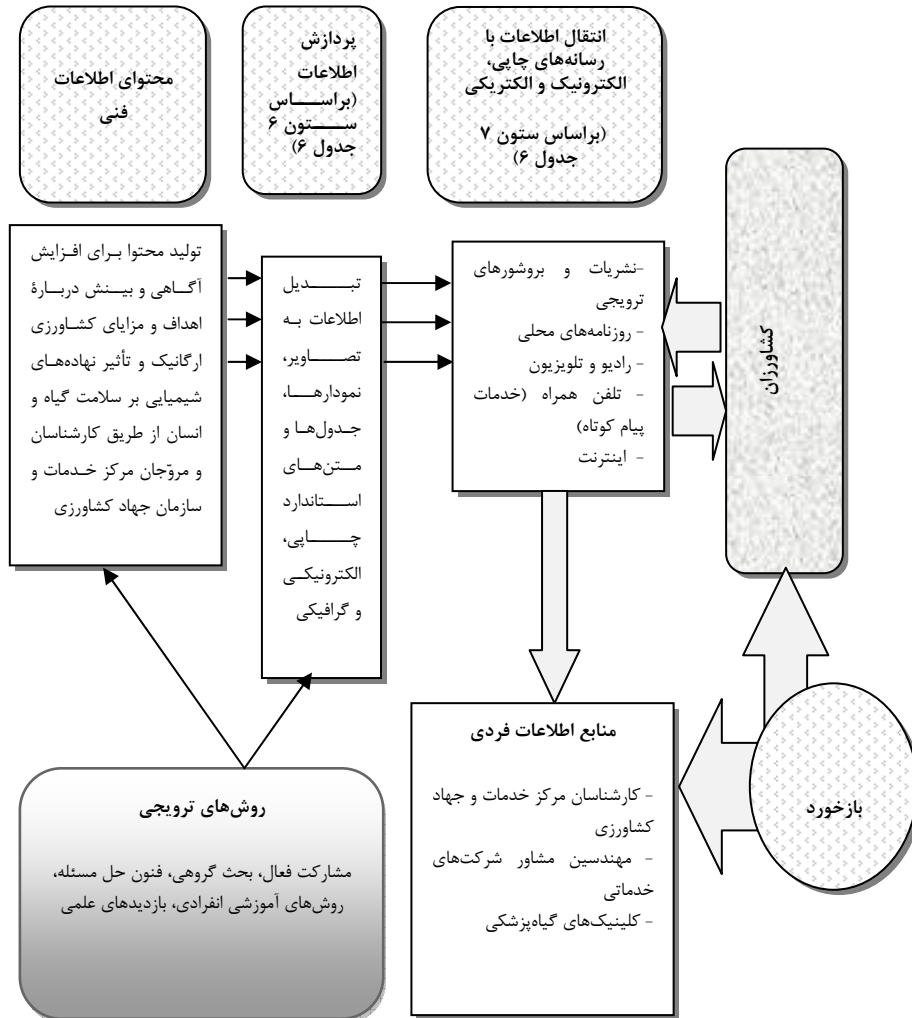 محتوای اطلاعات
فنی
پردازش
اطلاعات
(براساس
ستون ۶
جدول ۶)
انتقال اطلاعات با
رسانه‌های چاپی،
الکترونیک و الکتریکی
(براساس ستون ۷
جدول ۶)
تولید محتوا برای افزایش
آگاهی و بینش دربارۀ
اهداف و مزایای کشاورزی
ارگانیک و تأثیر نهاده‌های
شیمیایی بر سلامت گیاه و
انسان از طریق کارشناسان
و مروّجان مرکز خدمات و
سازمان جهاد کشاورزی
تبدیل
اطلاعات به
تصاویر،
نمودارها،
جدول‌ها و
متن‌های
استاندارد
چاپی،
الکترونیکی
و گرافیکی
-نشریات و بروشورهای
ترویجی
- روزنامه‌های محلی
- رادیو و تلویزیون
- تلفن همراه (خدمات
پیام کوتاه)
- اینترنت
کشاورزان
روش‌های ترویجی
مشارکت فعال، بحث گروهی، فنون حل مسئله،
روش‌های آموزشی انفرادی، بازدیدهای علمی
منابع اطلاعات فردی
- کارشناسان مرکز خدمات و جهاد
کشاورزی
- مهندسین مشاور شرکت‌های
خدماتی
- کلینیک‌های گیاه‌پزشکی
بازخورد